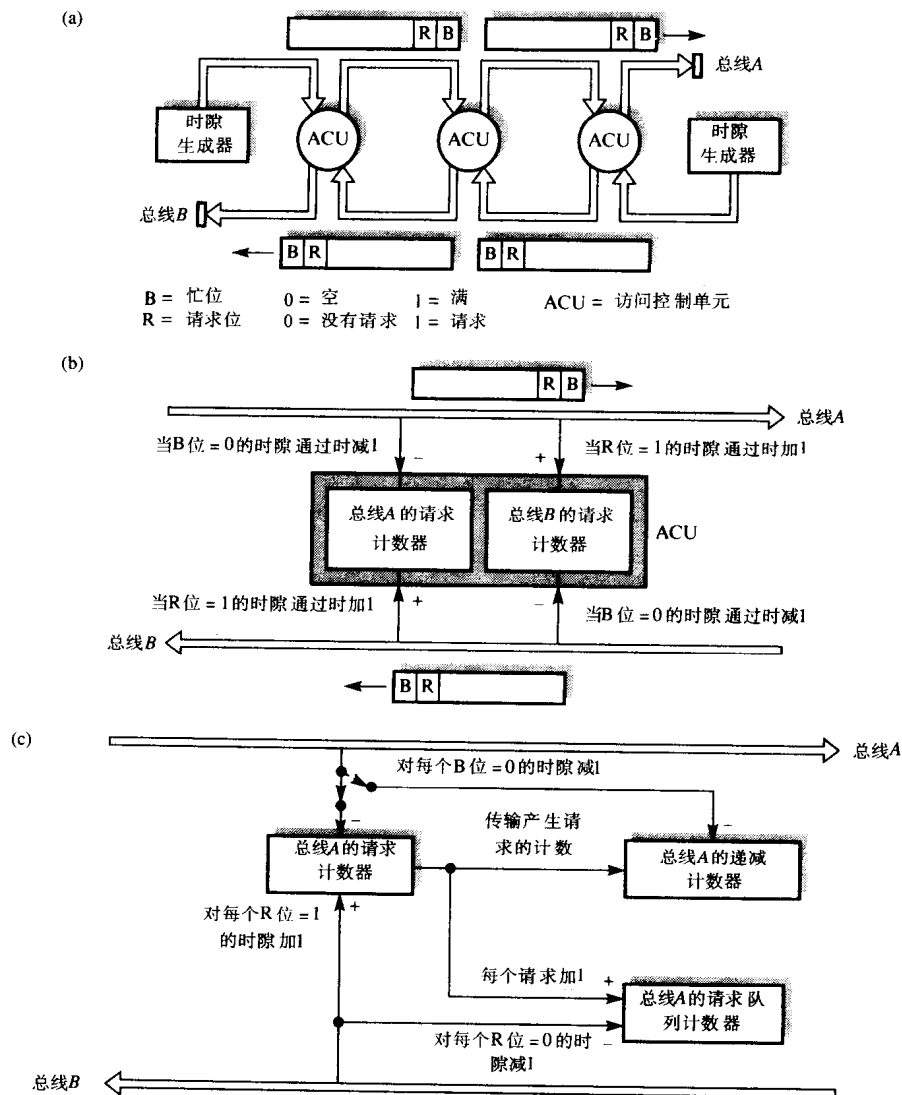 (a)
R B
R B
总线A
时隙
生成器
ACU
ACU
ACU
时隙
生成器
总线B
B R
B R
B = 忙位 0 = 空 1 = 满 ACU = 访问控制单元
R = 请求位 0 = 没有请求 1 = 请求
(b)
R B
总线A
当B位=0的时隙通过时减1
－
+
当R位=1的时隙通过时加1
总线A的请求
计数器
总线B的请求
计数器
ACU
当R位=1的时隙通过时加1
+
－
当B位=0的时隙通过时减1
总线B
B R
(c)
总线A
对每个B位=0的时隙减1
－
传输产生请
求的计数
－
总线A的请求
计数器
总线A的递减
计数器
对每个R位=1
的时隙加1
+
每个请求加1
+
总线A的请求队
列计数器
对每个R位=0的时
隙减1
－
总线B